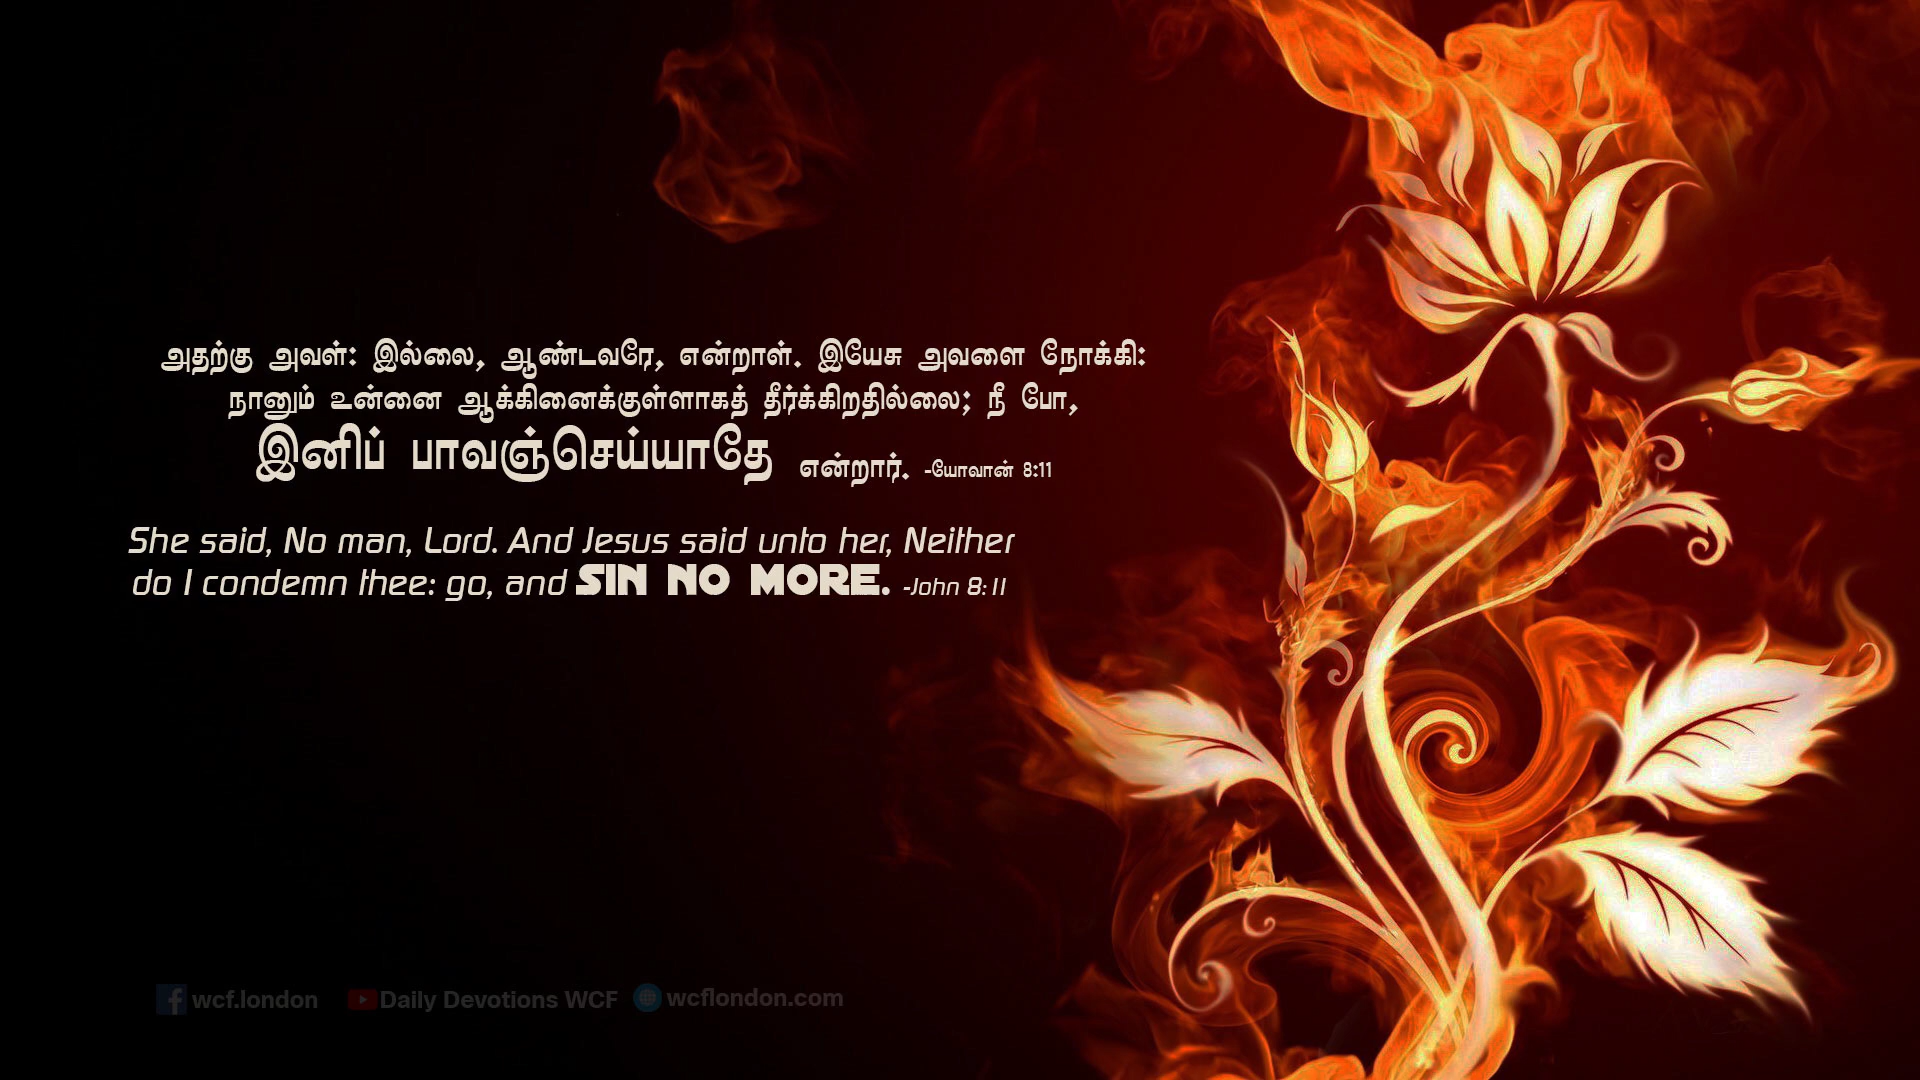 அதற்கு அவள்: இல்லை, ஆண்டவரே, என்றாள். இயேசு அவளை நோக்கி:
நானும் உன்னை ஆக்கினைக்குள்ளாகத் தீர்க்கிறதில்லை; நீ போ,
இனிப் பாவஞ்செய்யாதே என்றார். -யோவான் 8:11
She said, No man, Lord. And Jesus said unto her, Neither
do I condemn thee: go, and SIN NO MORE. -John 8:11
wcf.london Daily Devotions WCF wcflondon.com